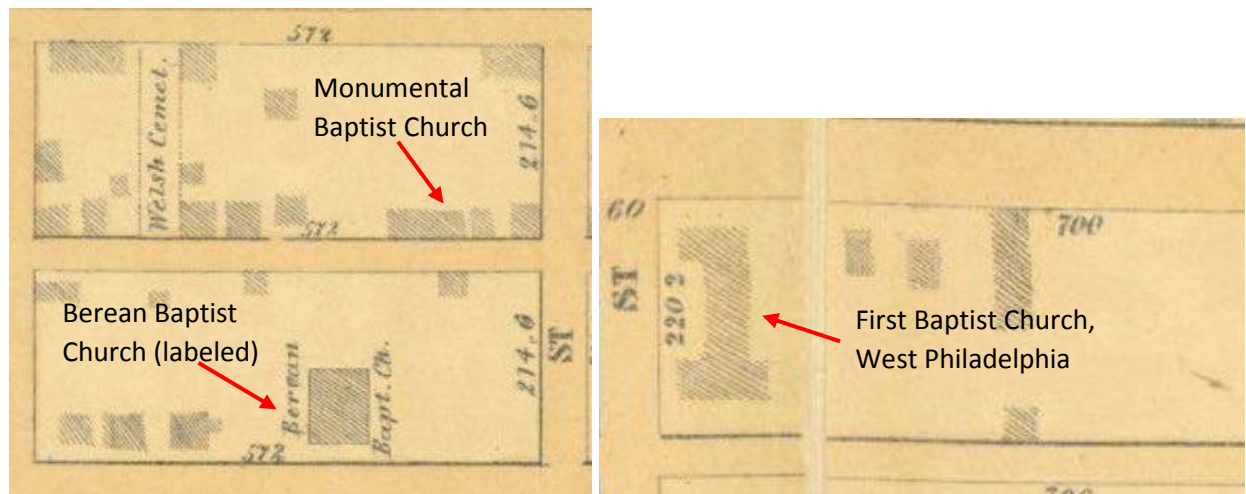 572
Monumental
Baptist Church
Welsh Cemet.
214.6
572
Berean Baptist
Church (labeled)
Berean
Bapt. Ch.
214.6
ST
572
60
700
ST
220 2
First Baptist Church,
West Philadelphia